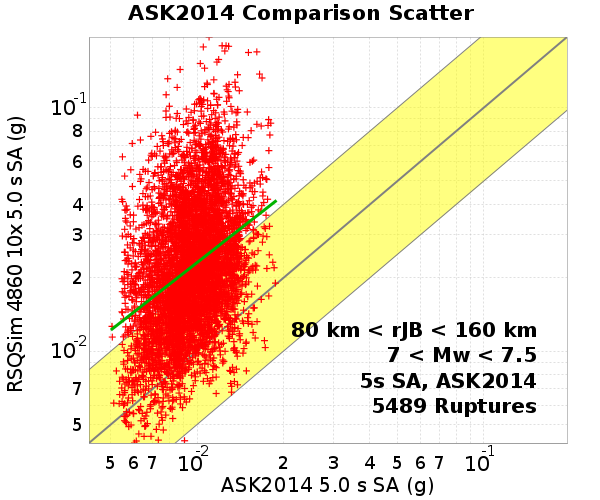 ASK2014 Comparison Scatter
RSQSim 4860 10x 5.0 s SA (g)
10-1
8
6
4
3
2
10-2
7
5
80 km < rJB < 160 km
7 < Mw < 7.5
5s SA, ASK2014
5489 Ruptures
5 6 7 10-2 2 3 4 5 6 7 10-1
ASK2014 5.0 s SA (g)